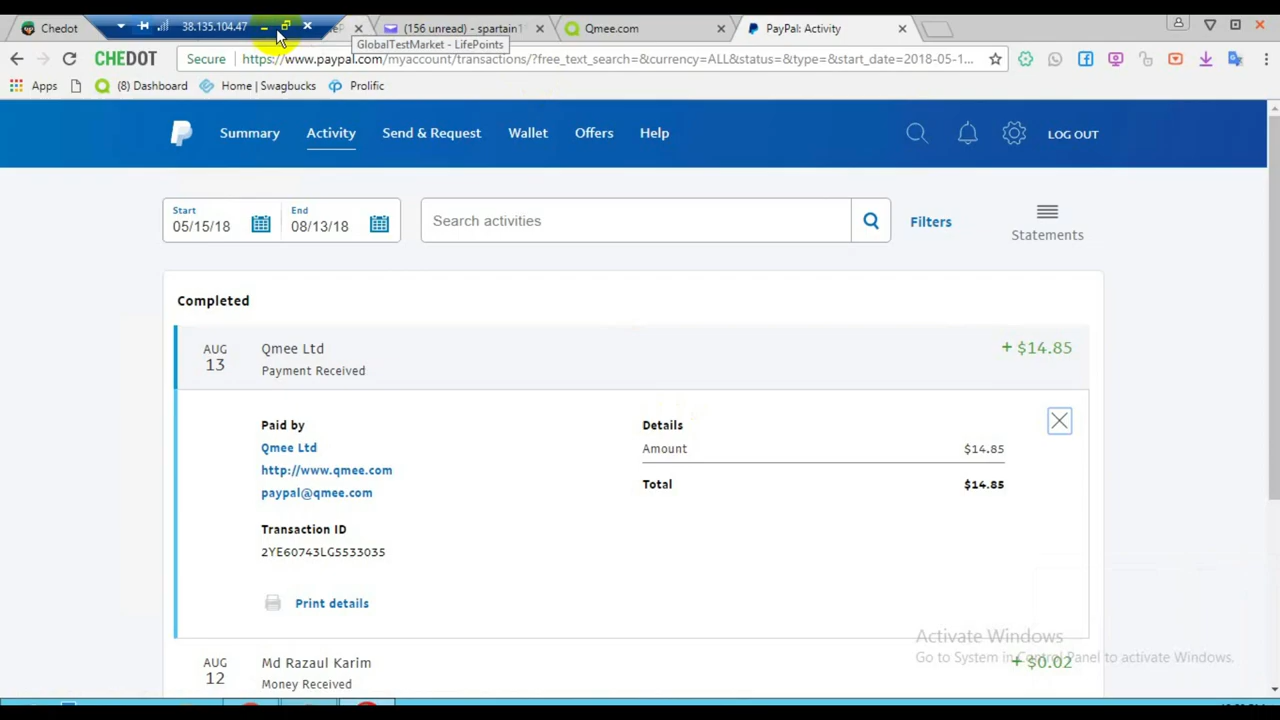 Chedot
38.135.104.47
(156 unread) - spartain1
Qmee.com
PayPal: Activity
GlobalTestMarket - LifePoints
CHEDOT
Secure
https://www.paypal.com/myaccount/transactions/?free_text_search=&currency=ALL&status=&type=&start_date=2018-05-1...
Apps
(8) Dashboard
Home | Swagbucks
Prolific
Summary
Activity
Send & Request
Wallet
Offers
Help
LOG OUT
Start
05/15/18
End
08/13/18
Search activities
Filters
Statements
Completed
AUG
13
Qmee Ltd
Payment Received
+ $14.85
Paid by
Qmee Ltd
http://www.qmee.com
paypal@qmee.com
Transaction ID
2YE60743LG5533035
Print details
Details
Amount $14.85
Total $14.85
AUG
12
Md Razaul Karim
Money Received
+ $0.02
Activate Windows
Go to System in Control Panel to activate Windows.